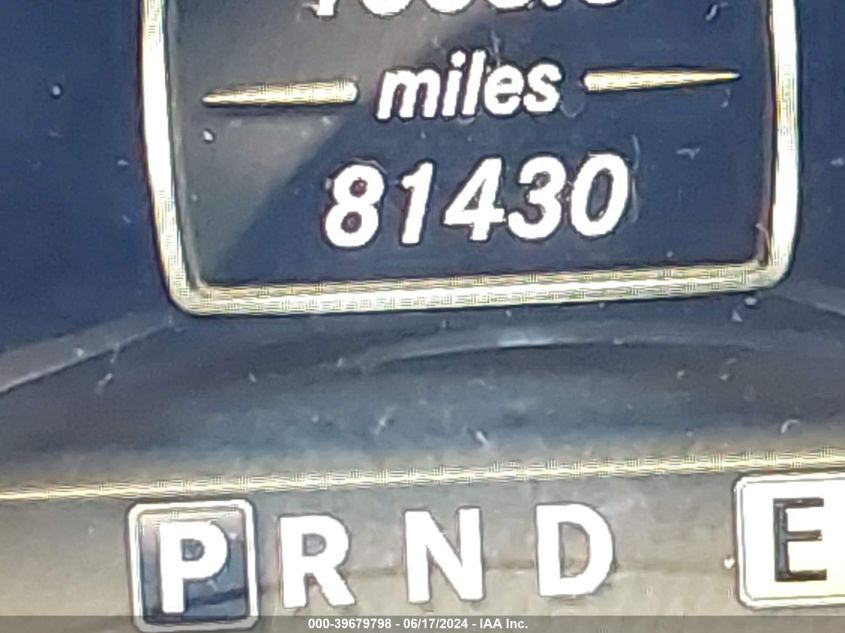 miles
81430
P R N D E
000-39679798 - 06/17/2024 - IAA Inc.